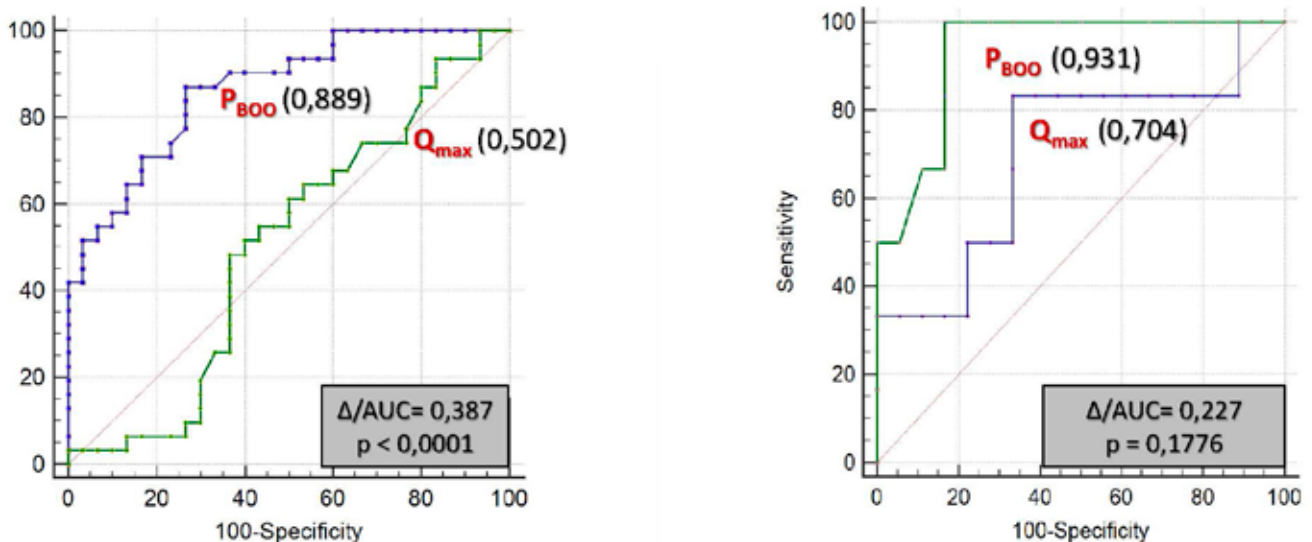 100
80
60
40
20
0
P_BOO (0,889)
Q_max (0,502)
Δ/AUC= 0,387
p < 0,0001
0 20 40 60 80 100
100-Specificity
Sensitivity
100
80
60
40
20
0
P_BOO (0,931)
Q_max (0,704)
Δ/AUC= 0,227
p = 0,1776
0 20 40 60 80 100
100-Specificity